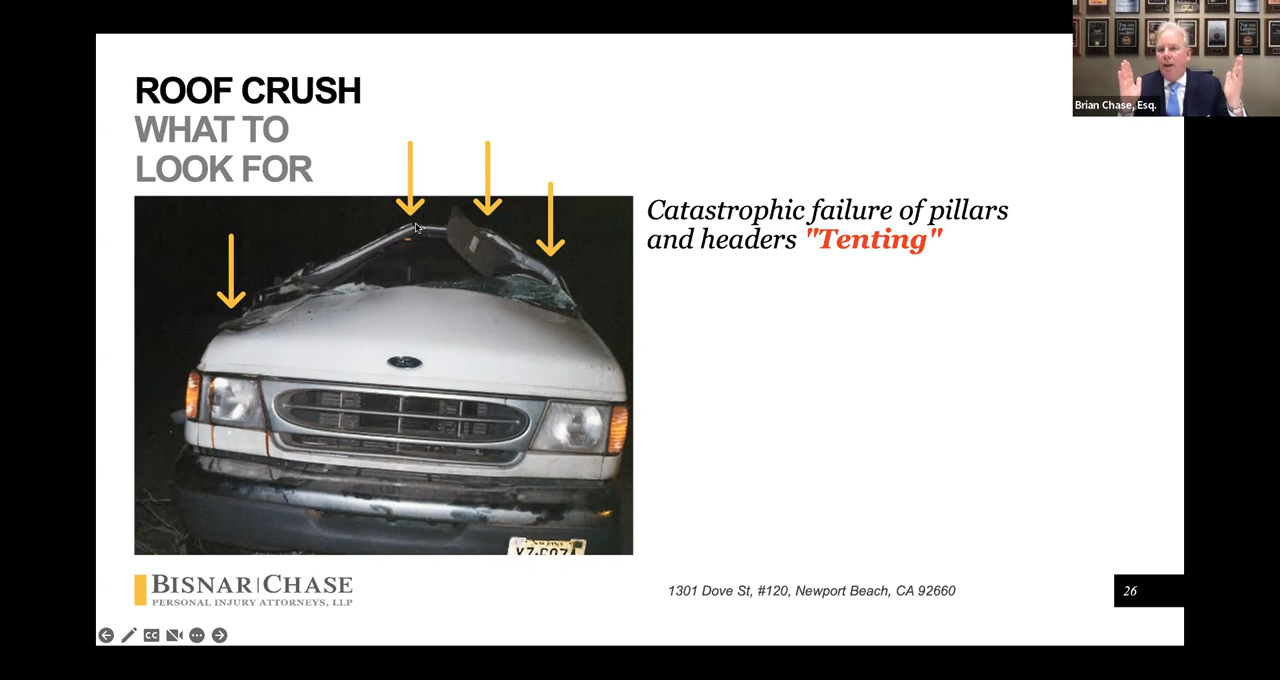 ROOF CRUSH
WHAT TO
LOOK FOR
Catastrophic failure of pillars
and headers "Tenting"
BISNAR|CHASE
PERSONAL INJURY ATTORNEYS, LLP
1301 Dove St, #120, Newport Beach, CA 92660
26
CC
Brian Chase, Esq.